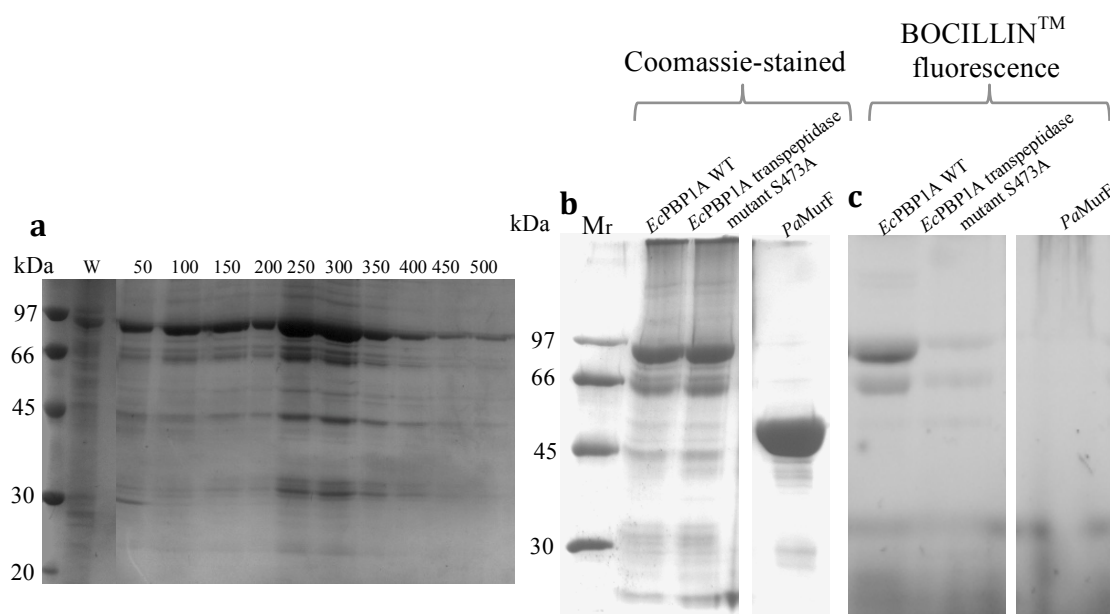 BOCILLIN™
fluorescence
Coomassie-stained
EcPBP1A WT
EcPBP1A transpeptidase
mutant S473A
PaMurF
EcPBP1A WT
EcPBP1A transpeptidase
mutant S473A
PaMurF
a
kDa W 50 100 150 200 250 300 350 400 450 500
97
66
45
30
20
b
kDa Mr
97
66
45
30
c